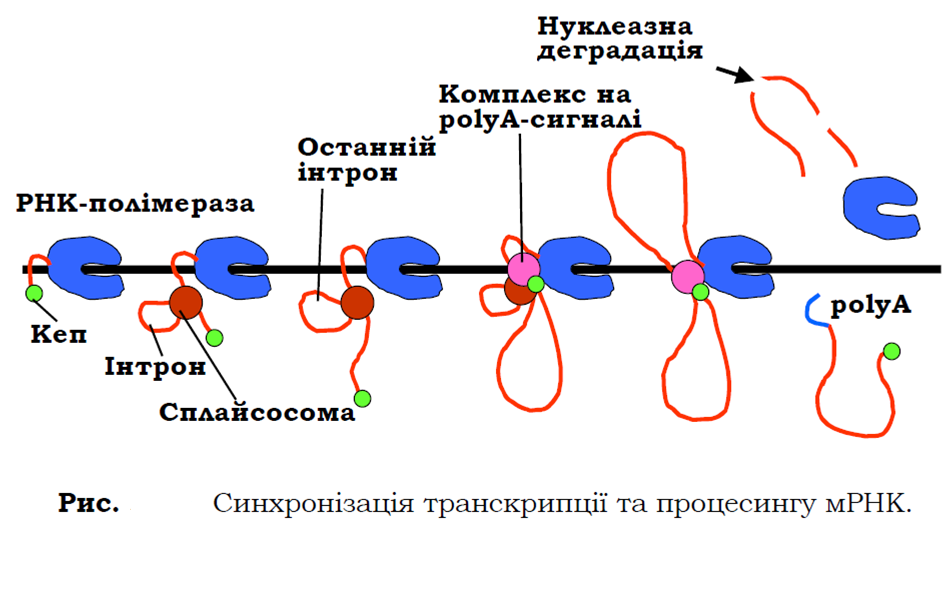 Нуклеазна
деградація
Комплекс на
polyA-сигналі
Останній
інтрон
РНК-полімераза
Кеп
Інтрон
Сплайсосома
polyA
Рис. Синхронізація транскрипції та процесингу мРНК.